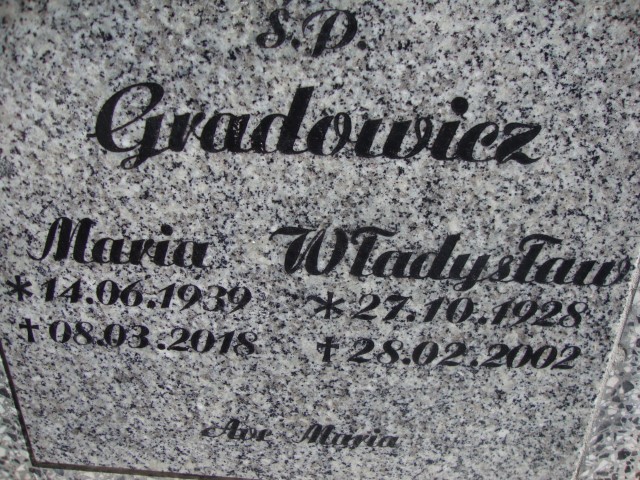 Ś.P.
Gradowicz
Maria Władysław
*14.06.1939 *27.10.1928
†08.03.2018 †28.02.2002
Ave Maria